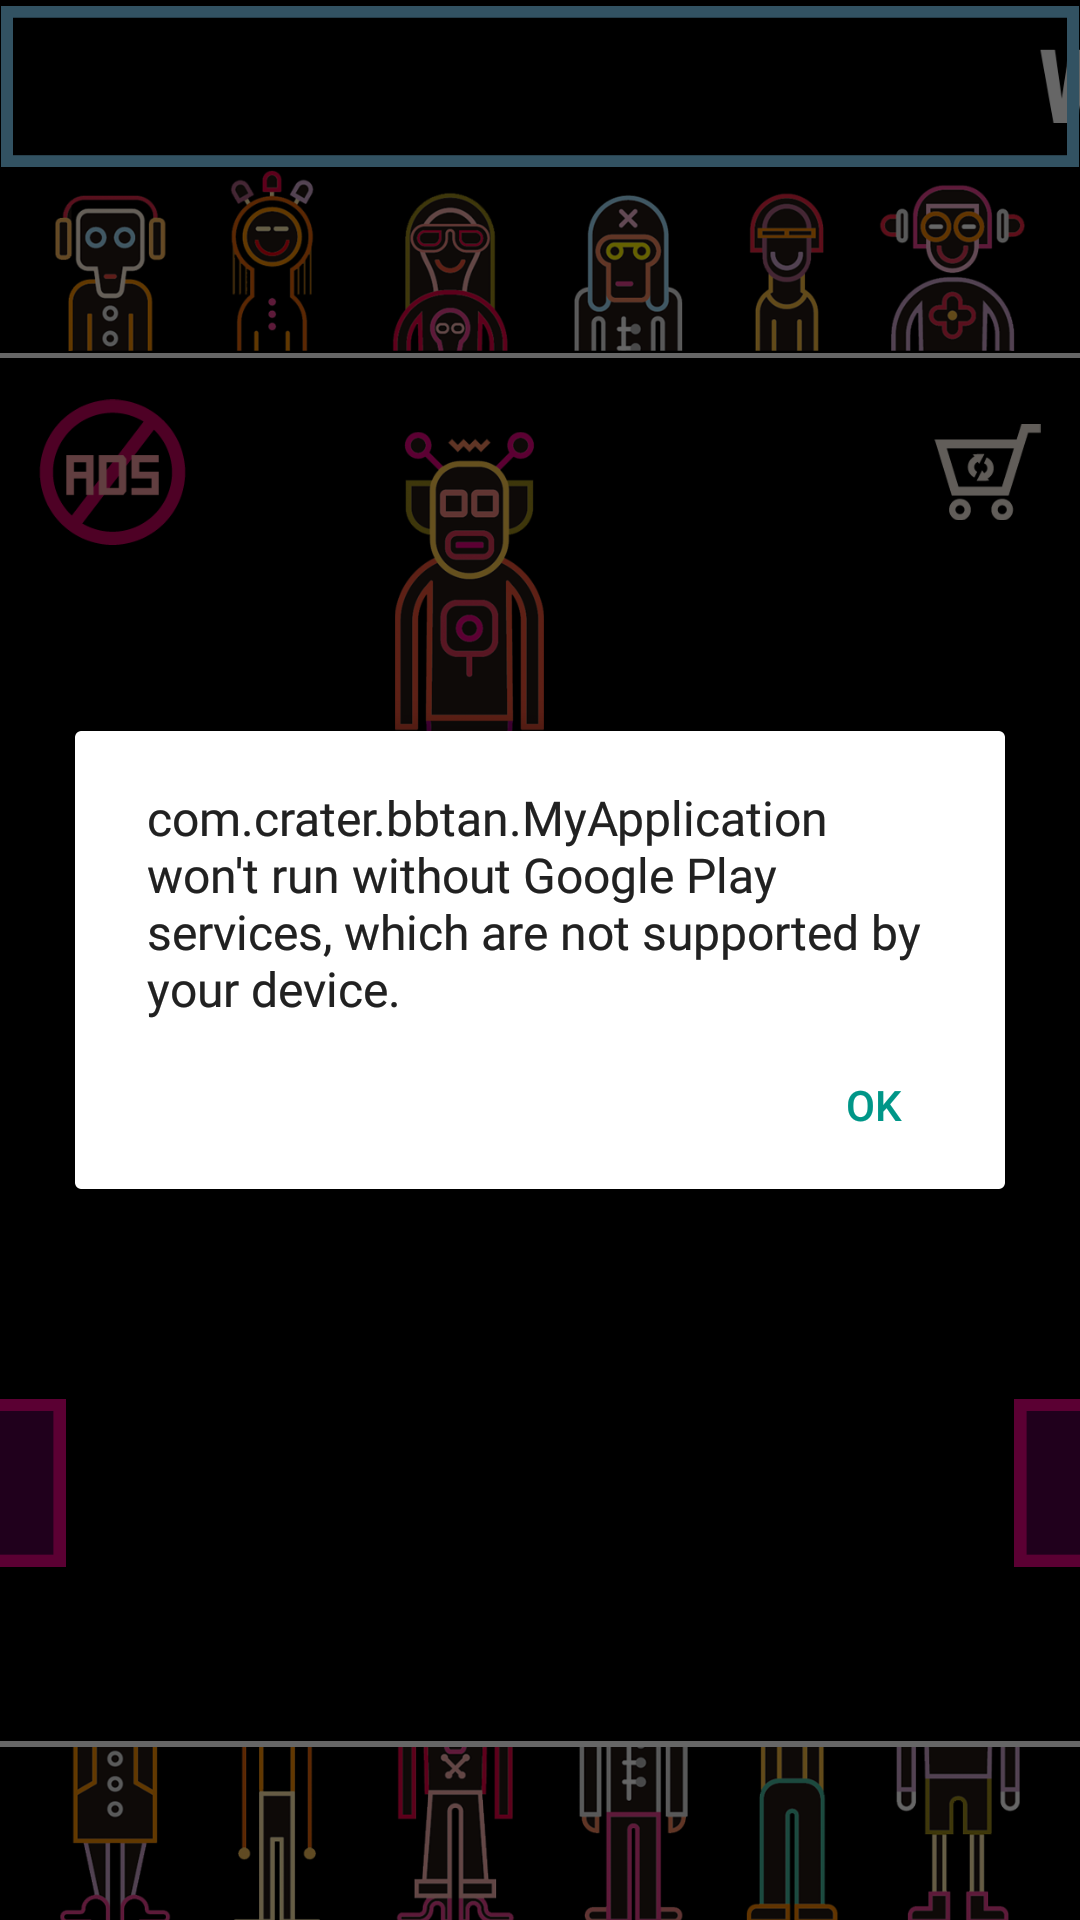 ADS
com.crater.bbtan.MyApplication
won't run without Google Play
services, which are not supported by
your device.
OK